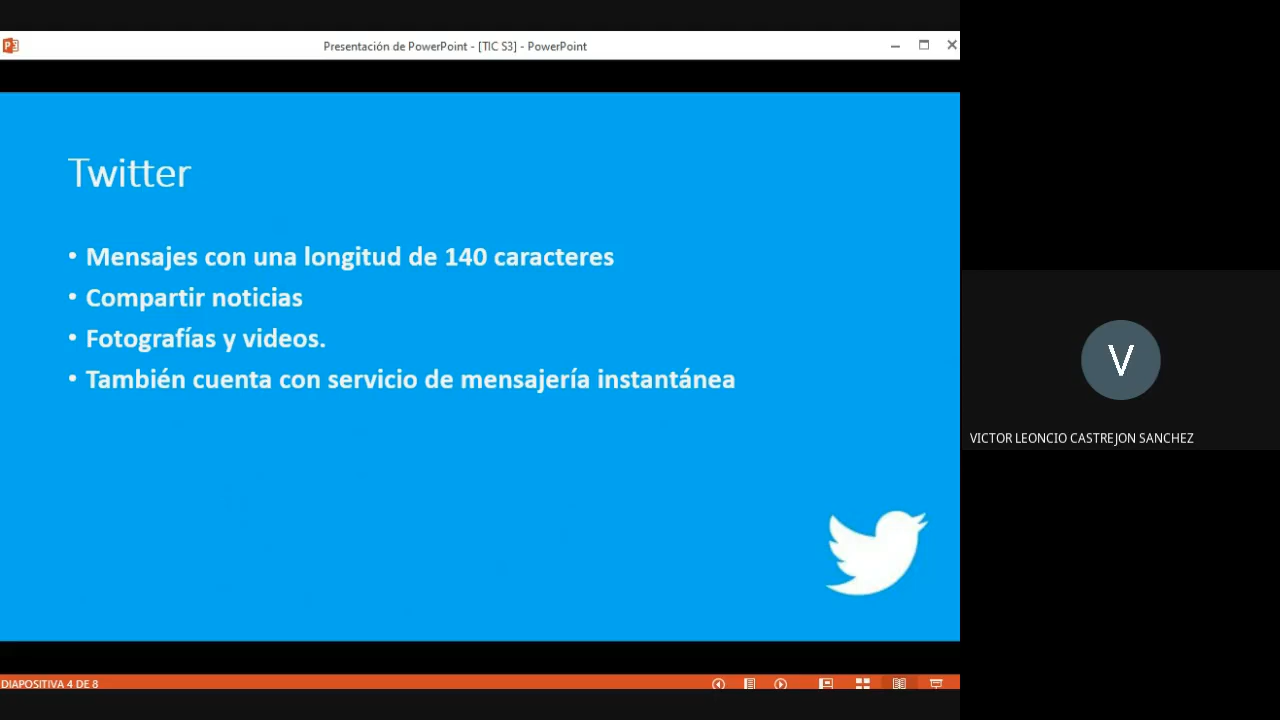 Presentación de PowerPoint - [TIC S3] - PowerPoint
Twitter
• Mensajes con una longitud de 140 caracteres
• Compartir noticias
• Fotografías y videos.
• También cuenta con servicio de mensajería instantánea
V
VICTOR LEONCIO CASTREJON SANCHEZ
DIAPOSITIVA 4 DE 8